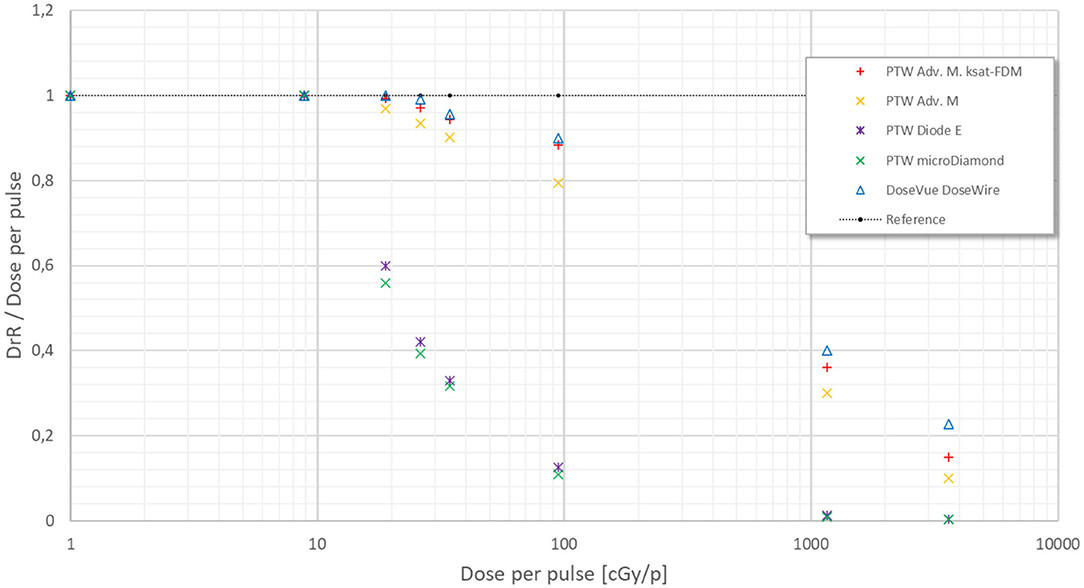 1,2
1
0,8
0,6
0,4
0,2
0
DrR / Dose per pulse
PTW Adv. M. ksat-FDM
PTW Adv. M
PTW Diode E
PTW microDiamond
DoseVue DoseWire
Reference
1
10
100
1000
10000
Dose per pulse [cGy/p]